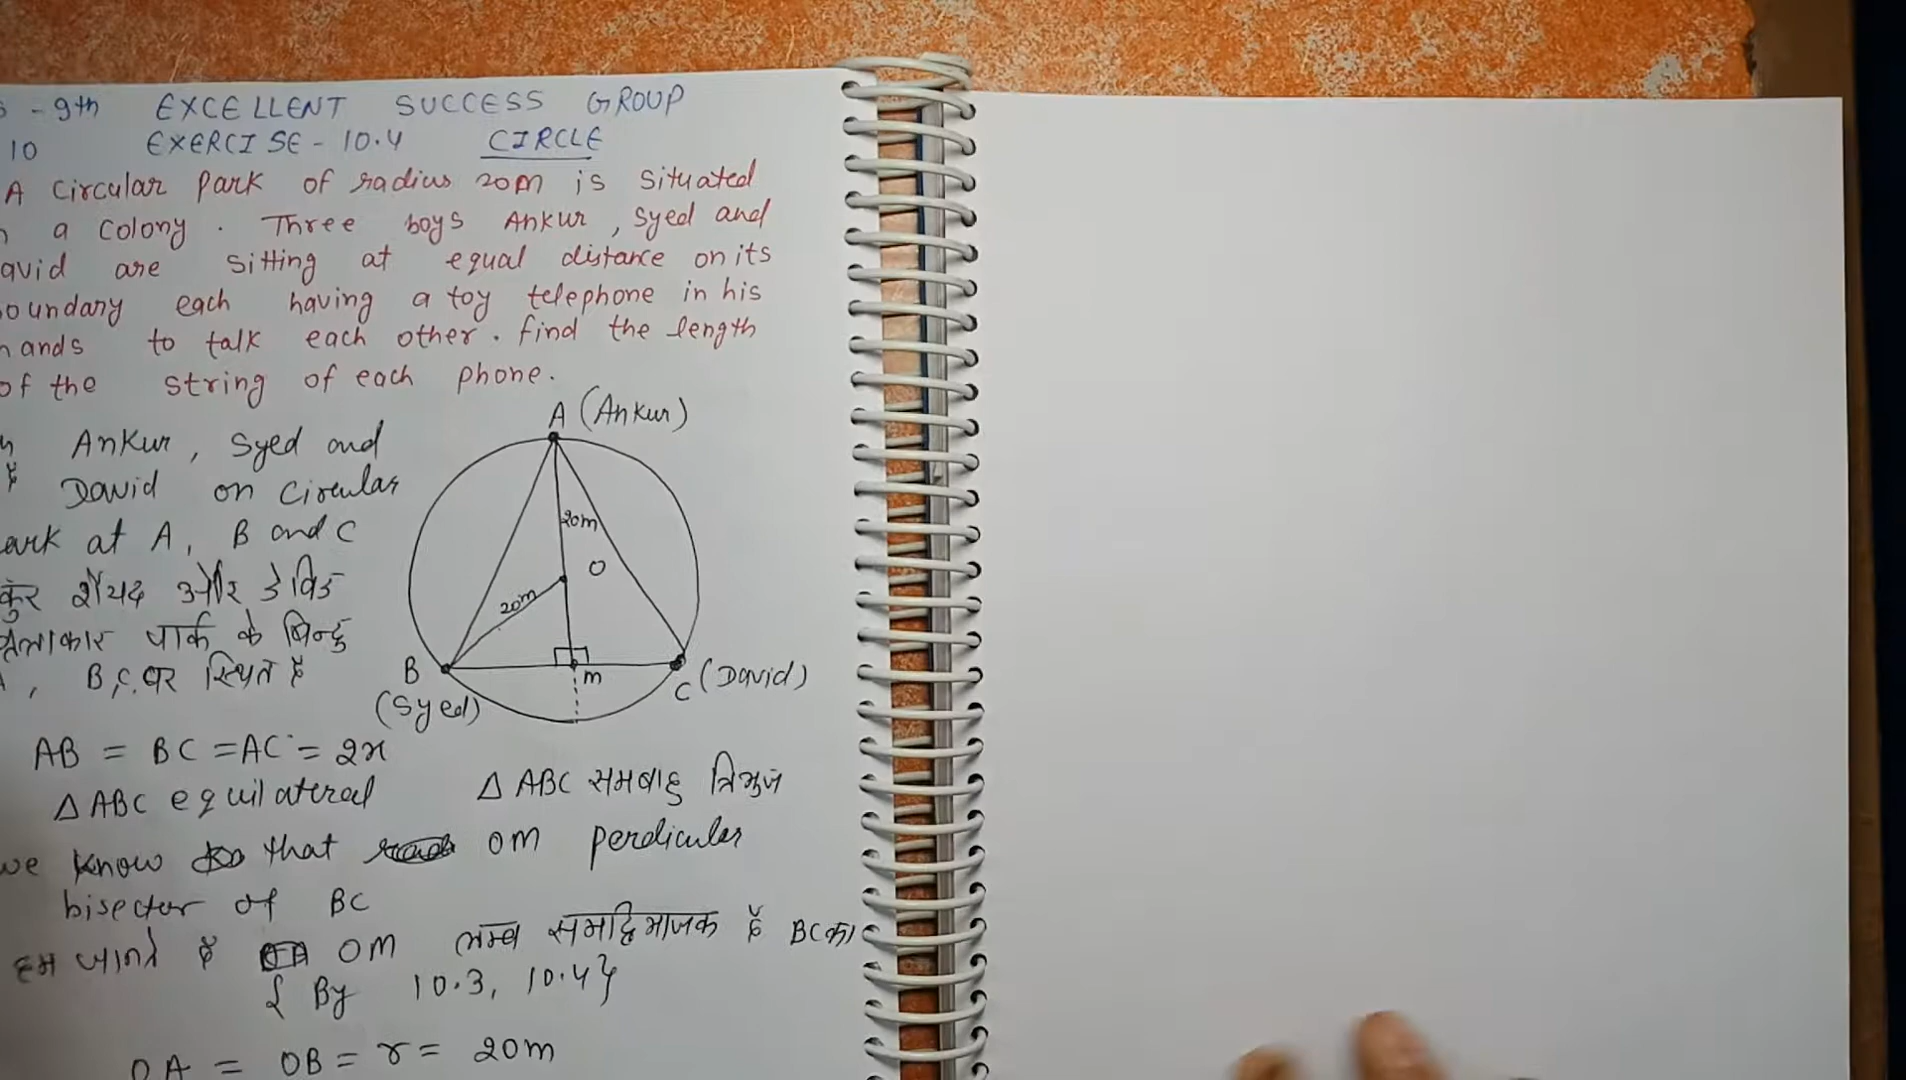 - 9th EXCELLENT SUCCESS GROUP
10 EXERCISE - 10.4 CIRCLE
A Circular Park of radius 20m is situated
a colony. Three boys Ankur, Syed and
avid are sitting at equal distance on its
oundary each having a toy telephone in his
ands to talk each other. find the length
of the string of each phone.
A (Ankur)
Ankur, Syed and
David on Circular
ark at A, B and C
20m
O
20m
B
(Syed)
m
C (David)
पार्क के बिन्दु
B, C, पर स्थित है
AB = BC = AC = 2x
△ ABC equilateral △ ABC समबाहु त्रिभुज
we know that om perdicular
bisector of BC
हम जानते है OM लम्ब समद्विभाजक है BC का
{ By 10.3, 10.4}
OA = OB = r = 20m